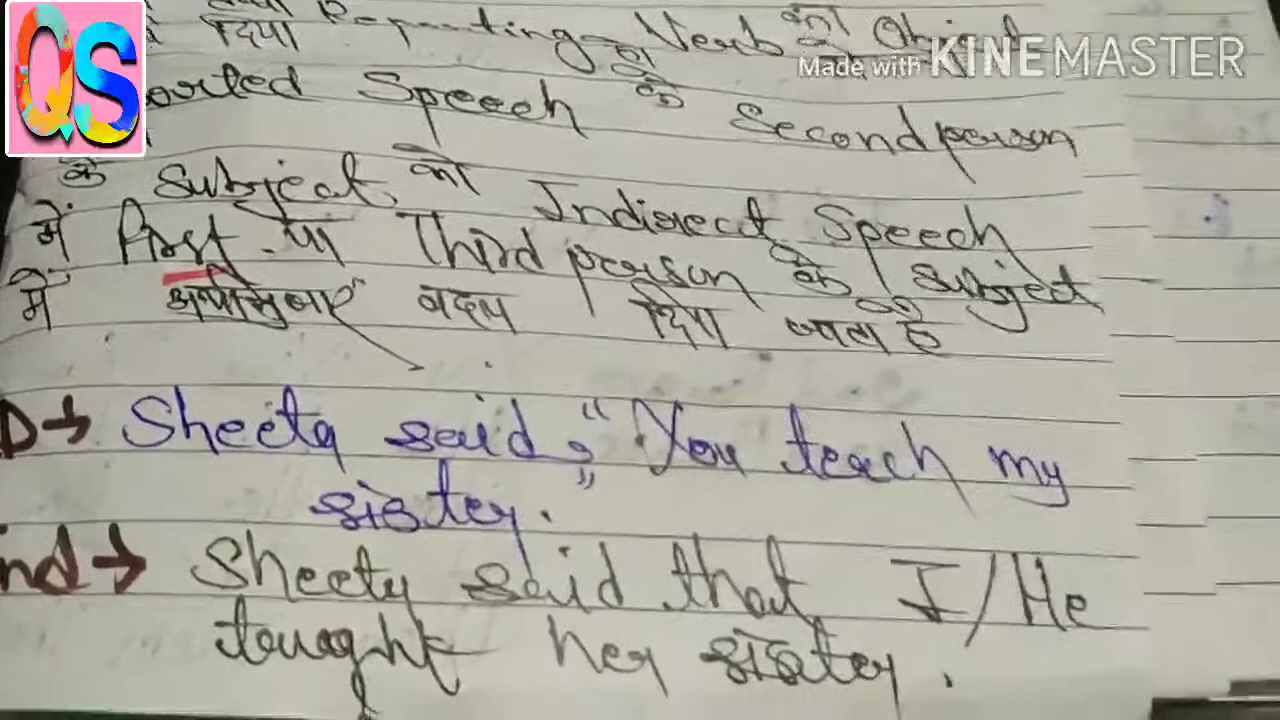 दिया Reporting Verb का Object
QS
Made with KINEMASTER
orted Speech के Second person
के Subject को Indirect Speech
में First या Third person के Subject
में अर्थानुसार बदल दिया जाता है
D→ Sheeta said, "You teach my
sister."
nd→ Sheeta said that I/He
taught her sister.